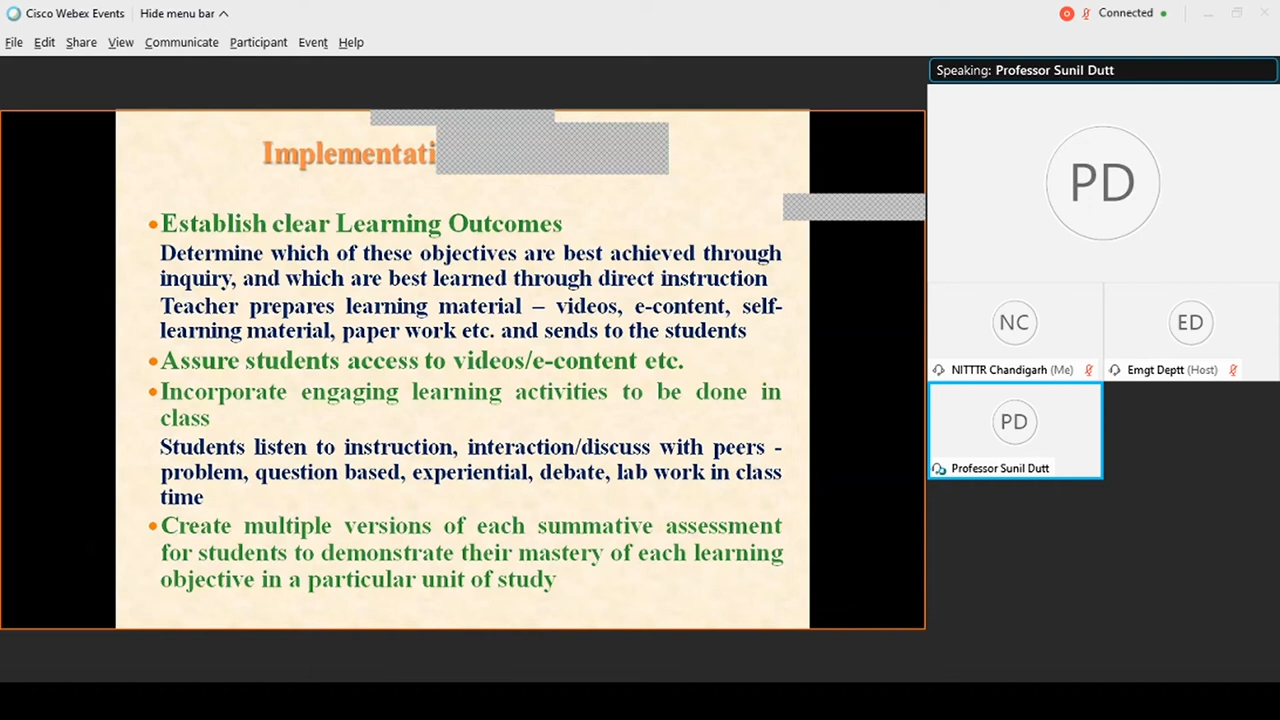 Cisco Webex Events Hide menu bar Connected
File Edit Share View Communicate Participant Event Help
Speaking: Professor Sunil Dutt
PD
NC
ED
NITTTR Chandigarh (Me)
Emgt Deptt (Host)
PD
Professor Sunil Dutt
Establish clear Learning Outcomes
Determine which of these objectives are best achieved through
inquiry, and which are best learned through direct instruction
Teacher prepares learning material – videos, e-content, self-
learning material, paper work etc. and sends to the students
Assure students access to videos/e-content etc.
Incorporate engaging learning activities to be done in
class
Students listen to instruction, interaction/discuss with peers -
problem, question based, experiential, debate, lab work in class
time
Create multiple versions of each summative assessment
for students to demonstrate their mastery of each learning
objective in a particular unit of study